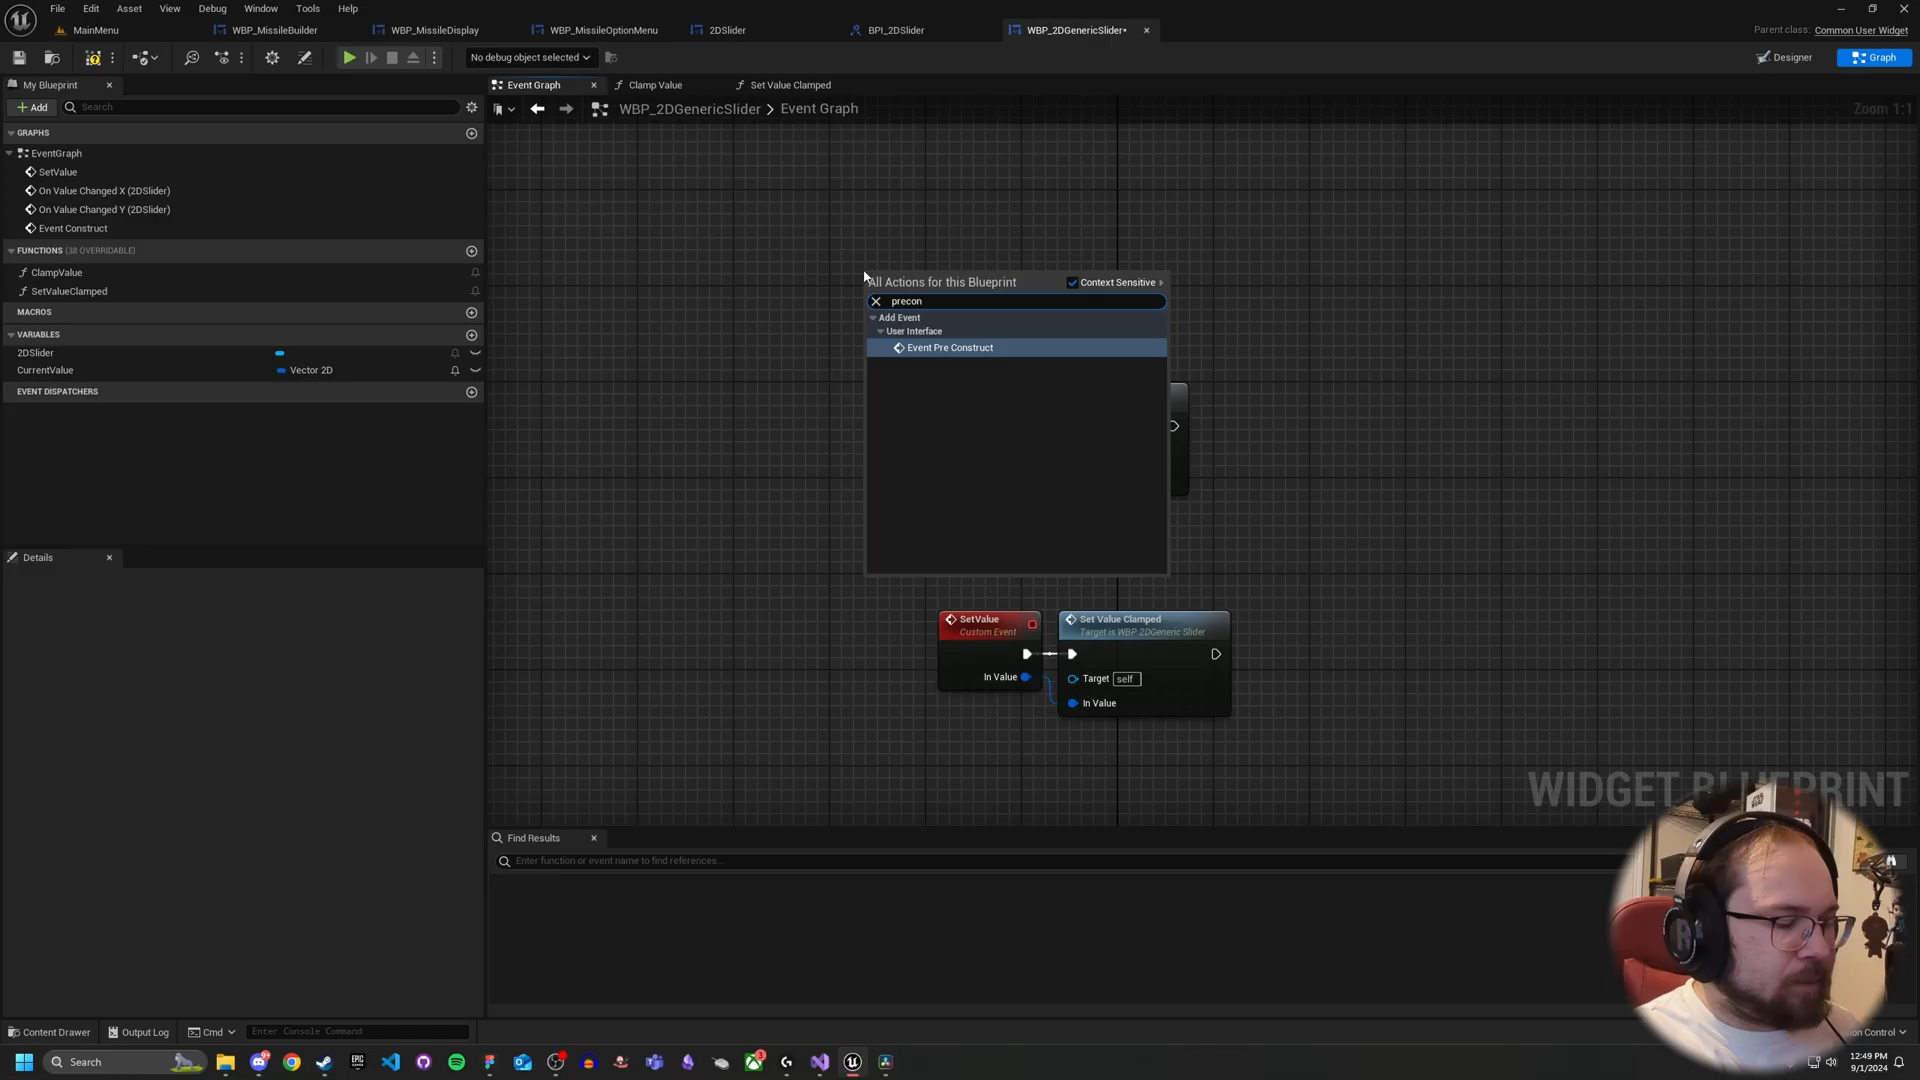 File Edit Asset View Debug Window Tools Help
MainMenu WBP_MissileBuilder WBP_MissileDisplay WBP_MissileOptionMenu 2DSlider BPI_2DSlider WBP_2DGenericSlider•
Parent class: Common User Widget
No debug object selected
Designer Graph
My Blueprint
Event Graph Clamp Value Set Value Clamped
Add Search
WBP_2DGenericSlider > Event Graph
Zoom 1:1
GRAPHS
EventGraph
SetValue
On Value Changed X (2DSlider)
On Value Changed Y (2DSlider)
Event Construct
FUNCTIONS (38 OVERRIDABLE)
ClampValue
SetValueClamped
MACROS
VARIABLES
2DSlider
CurrentValue Vector 2D
EVENT DISPATCHERS
All Actions for this Blueprint Context Sensitive
precon
Add Event
User Interface
Event Pre Construct
Details
SetValue
Custom Event
In Value
Set Value Clamped
Target is WBP 2DGeneric Slider
Target self
In Value
WIDGET BLUEPRINT
Find Results
Enter function or event name to find references...
Content Drawer Output Log Cmd Enter Console Command
Search
12:49 PM
9/1/2024